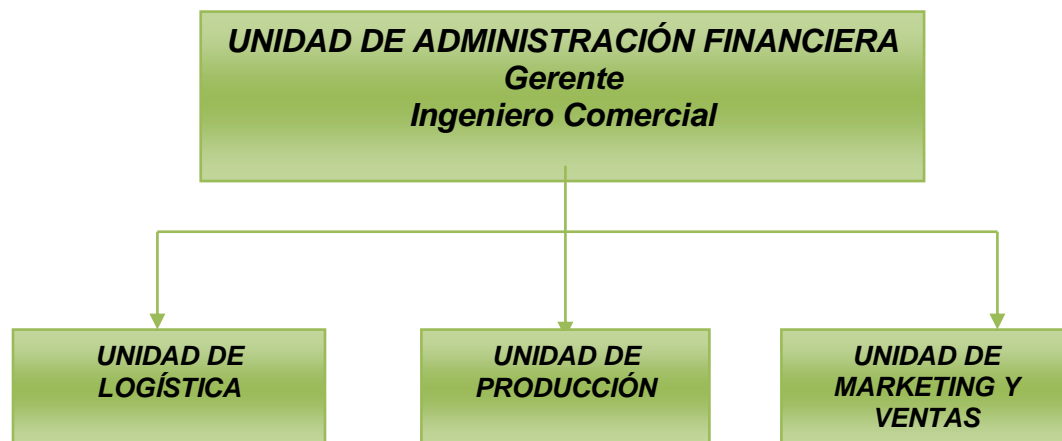 UNIDAD DE ADMINISTRACIÓN FINANCIERA
Gerente
Ingeniero Comercial
UNIDAD DE
LOGÍSTICA
UNIDAD DE
PRODUCCIÓN
UNIDAD DE
MARKETING Y
VENTAS